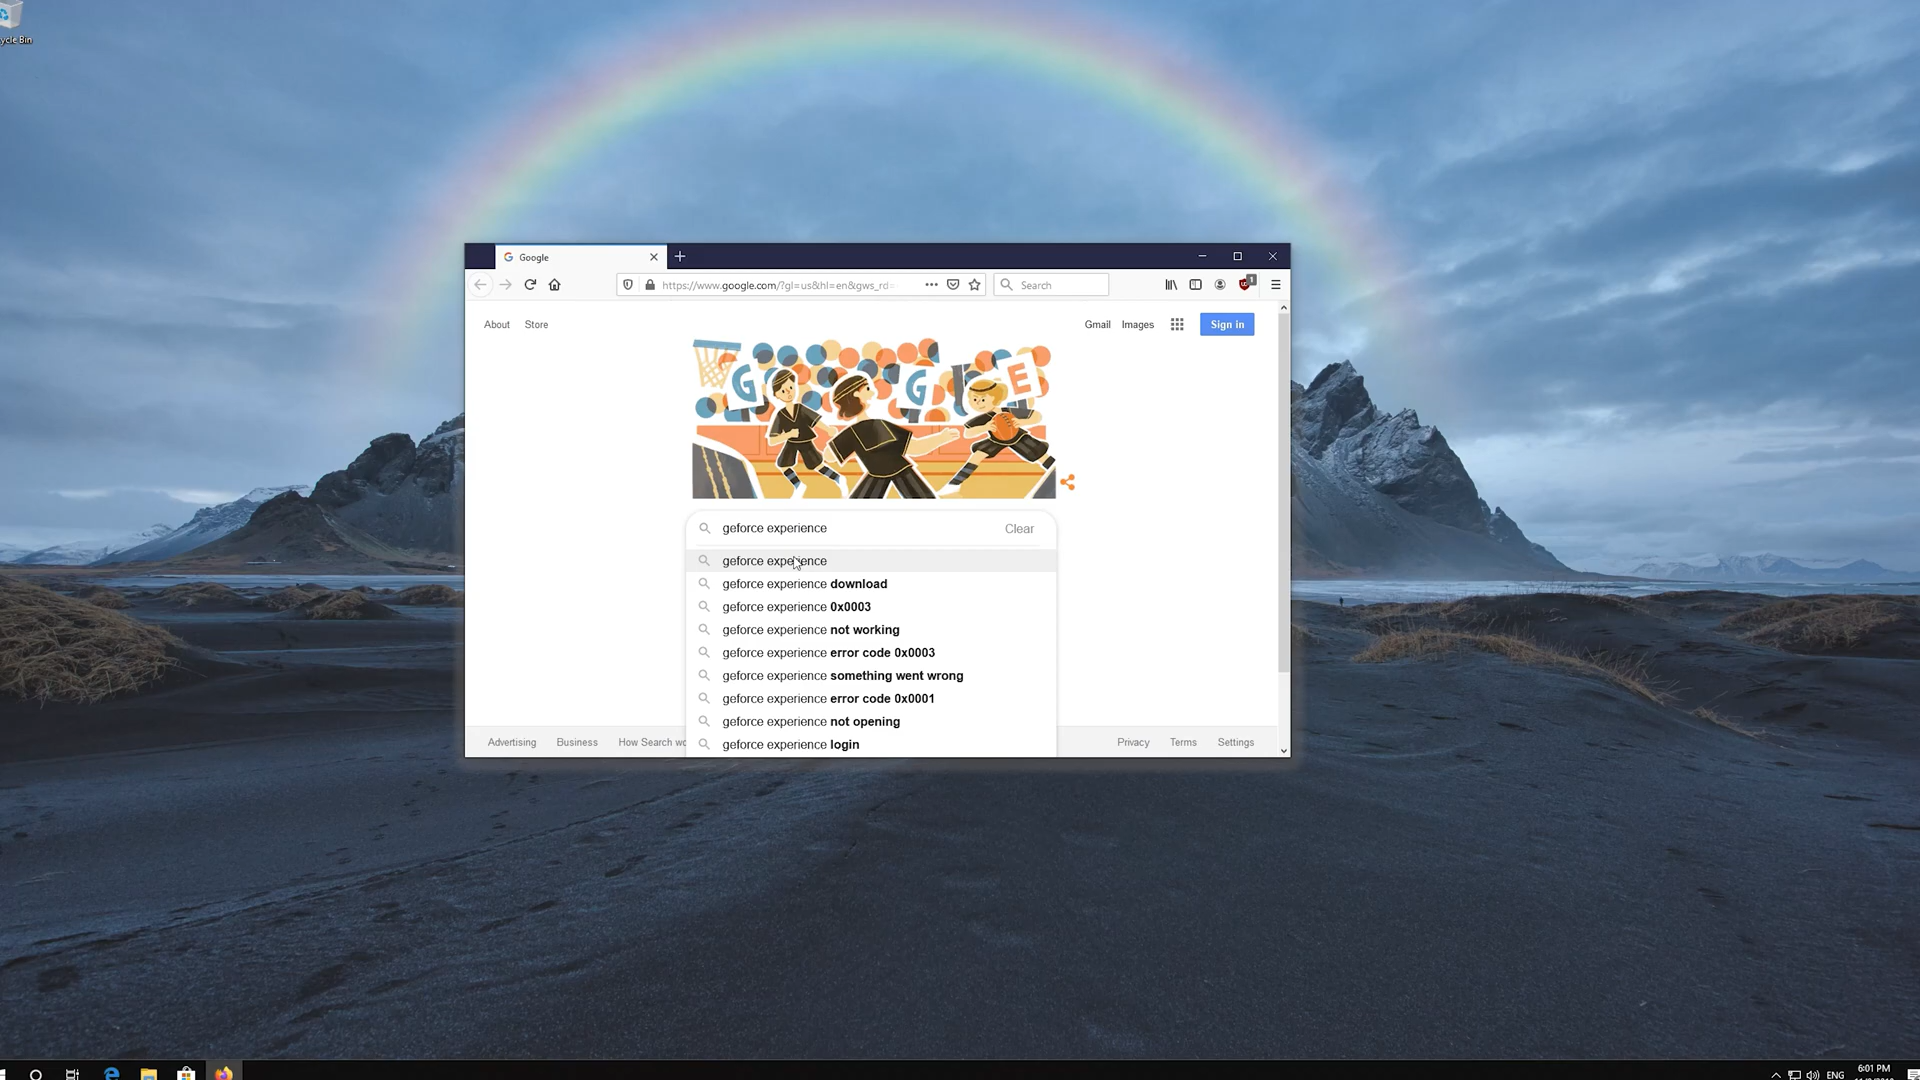 ycle Bin
Google
https://www.google.com/?gl=us&hl=en&gws_rd=
Search
1
About
Store
Gmail
Images
Sign in
G G E
geforce experience
Clear
geforce experience
geforce experience download
geforce experience 0x0003
geforce experience not working
geforce experience error code 0x0003
geforce experience something went wrong
geforce experience error code 0x0001
geforce experience not opening
geforce experience login
Advertising
Business
How Search wo
Privacy
Terms
Settings
ENG
6:01 PM